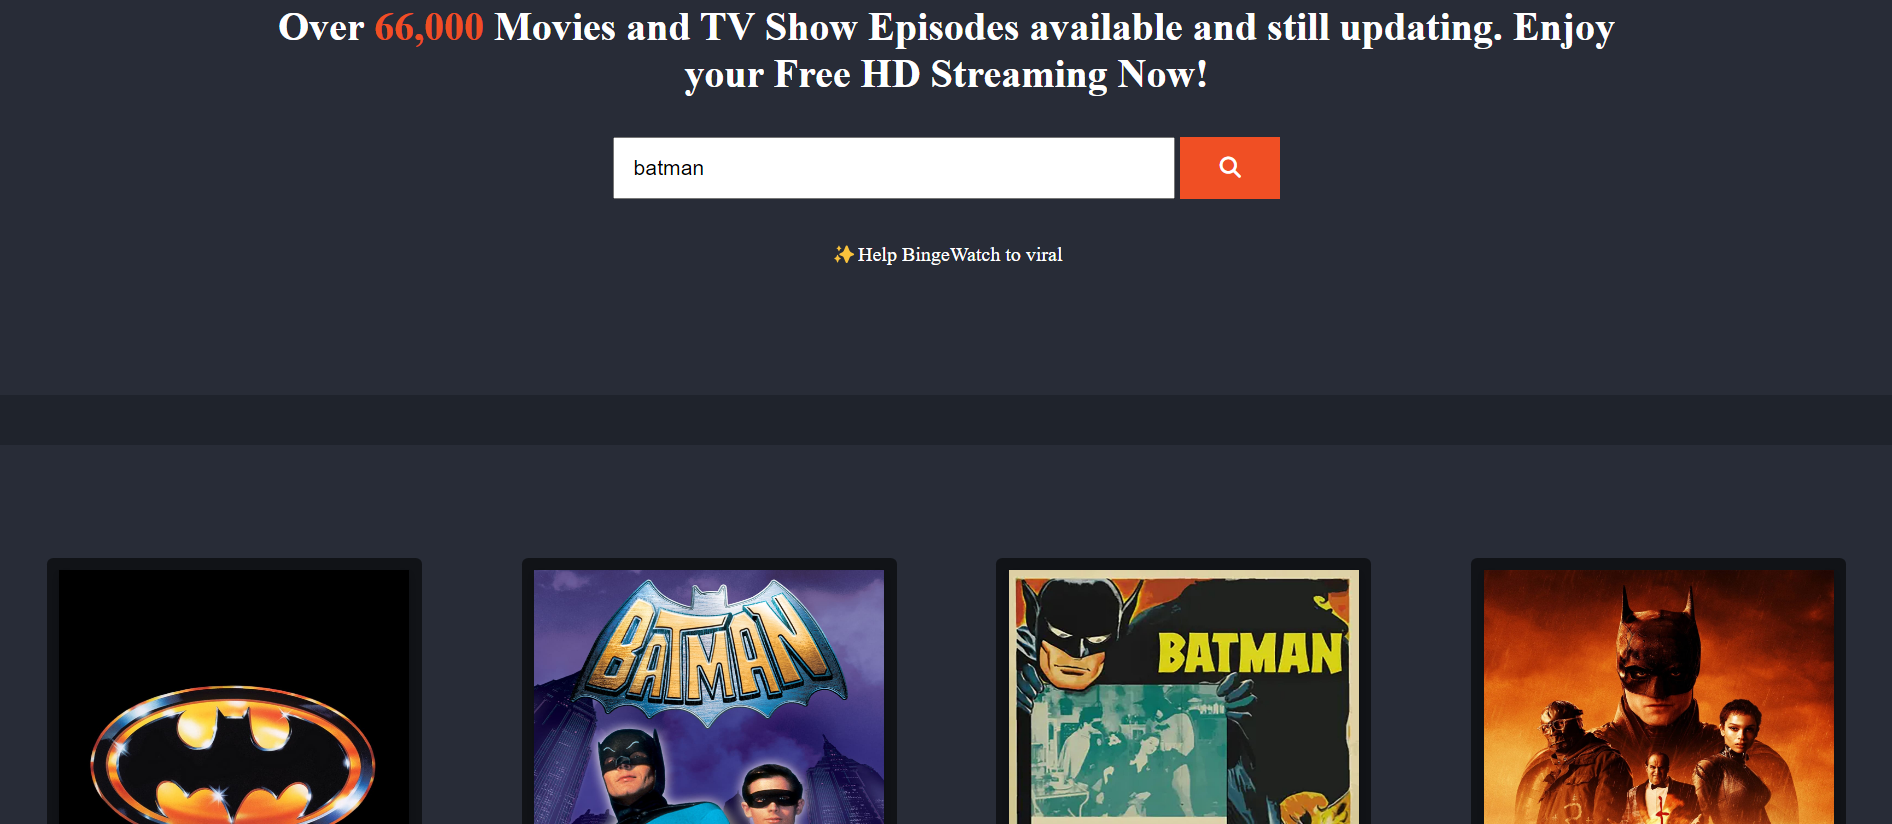 Over 66,000 Movies and TV Show Episodes available and still updating. Enjoy
your Free HD Streaming Now!
batman
✨Help BingeWatch to viral
BATMAN
BATMAN